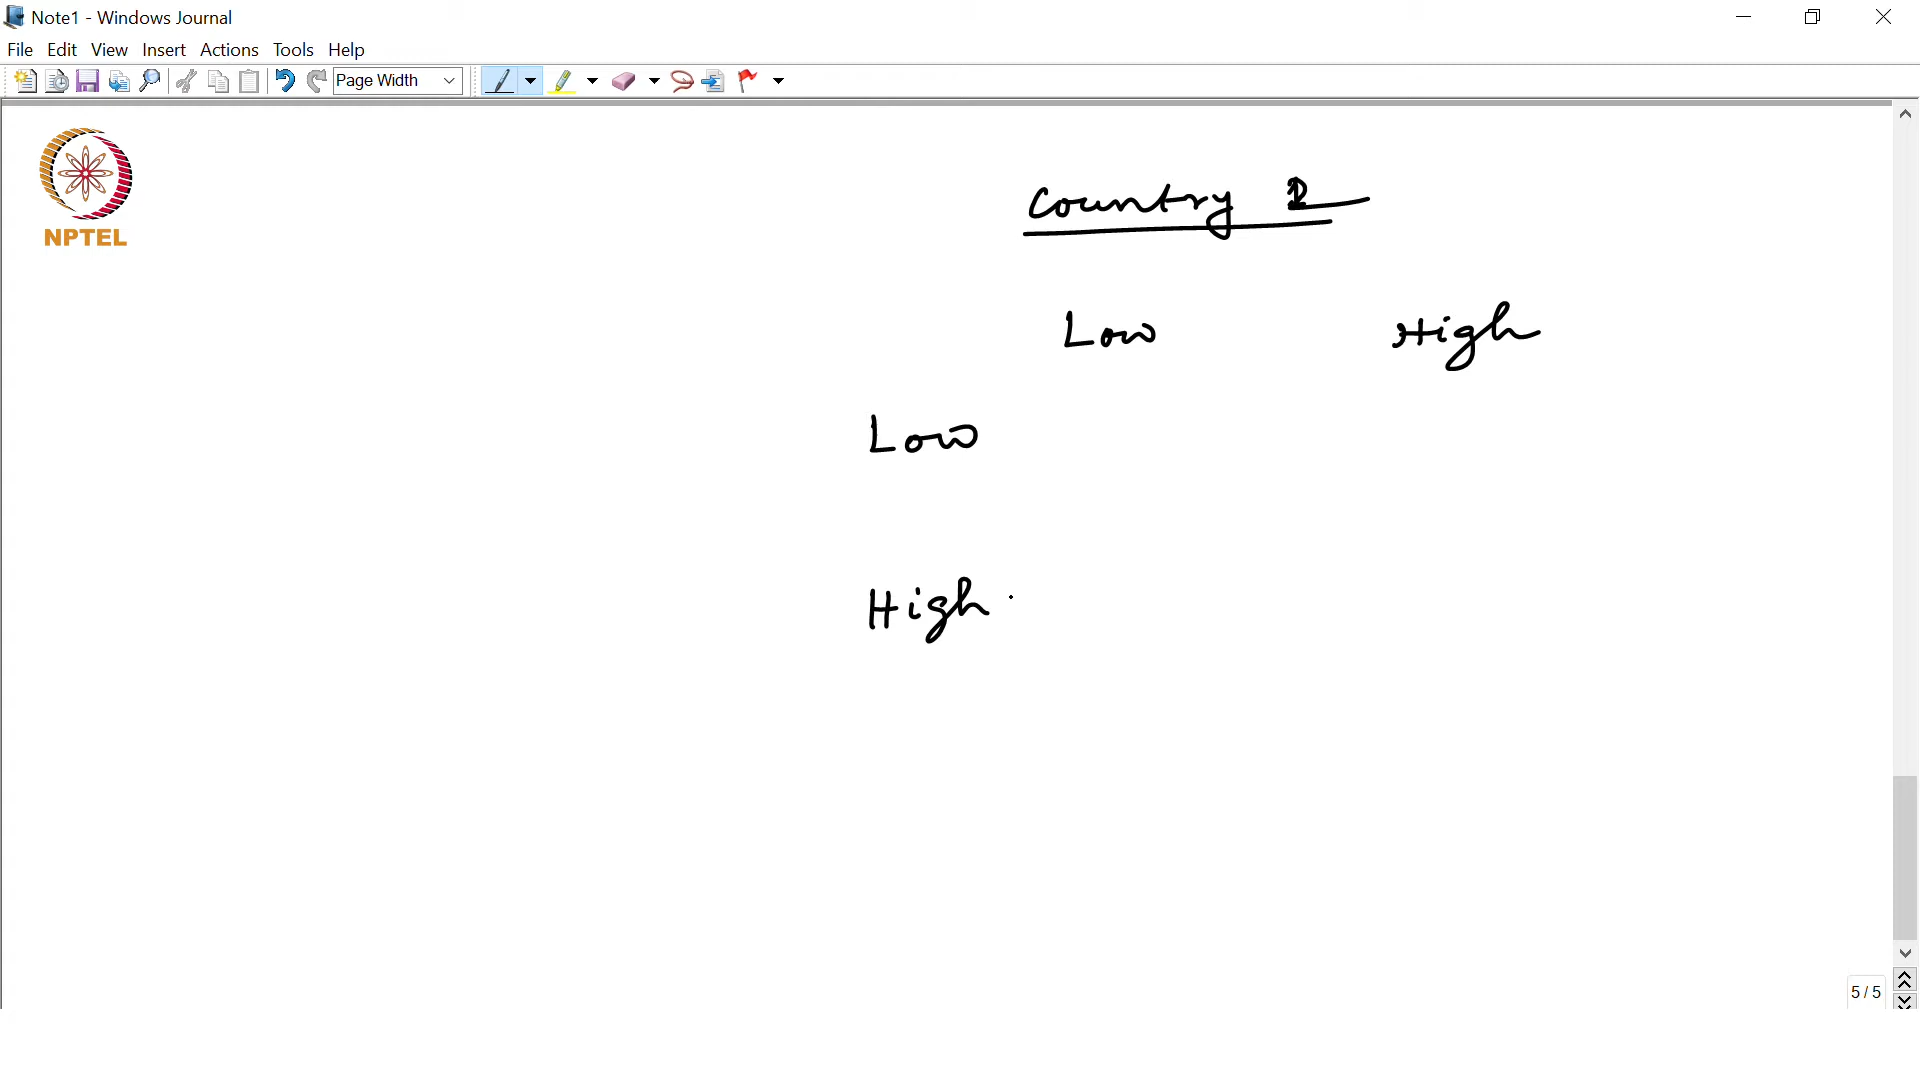 Note1 - Windows Journal
File Edit View Insert Actions Tools Help
Page Width
NPTEL
Country 2
Low High
Low
High
5 / 5